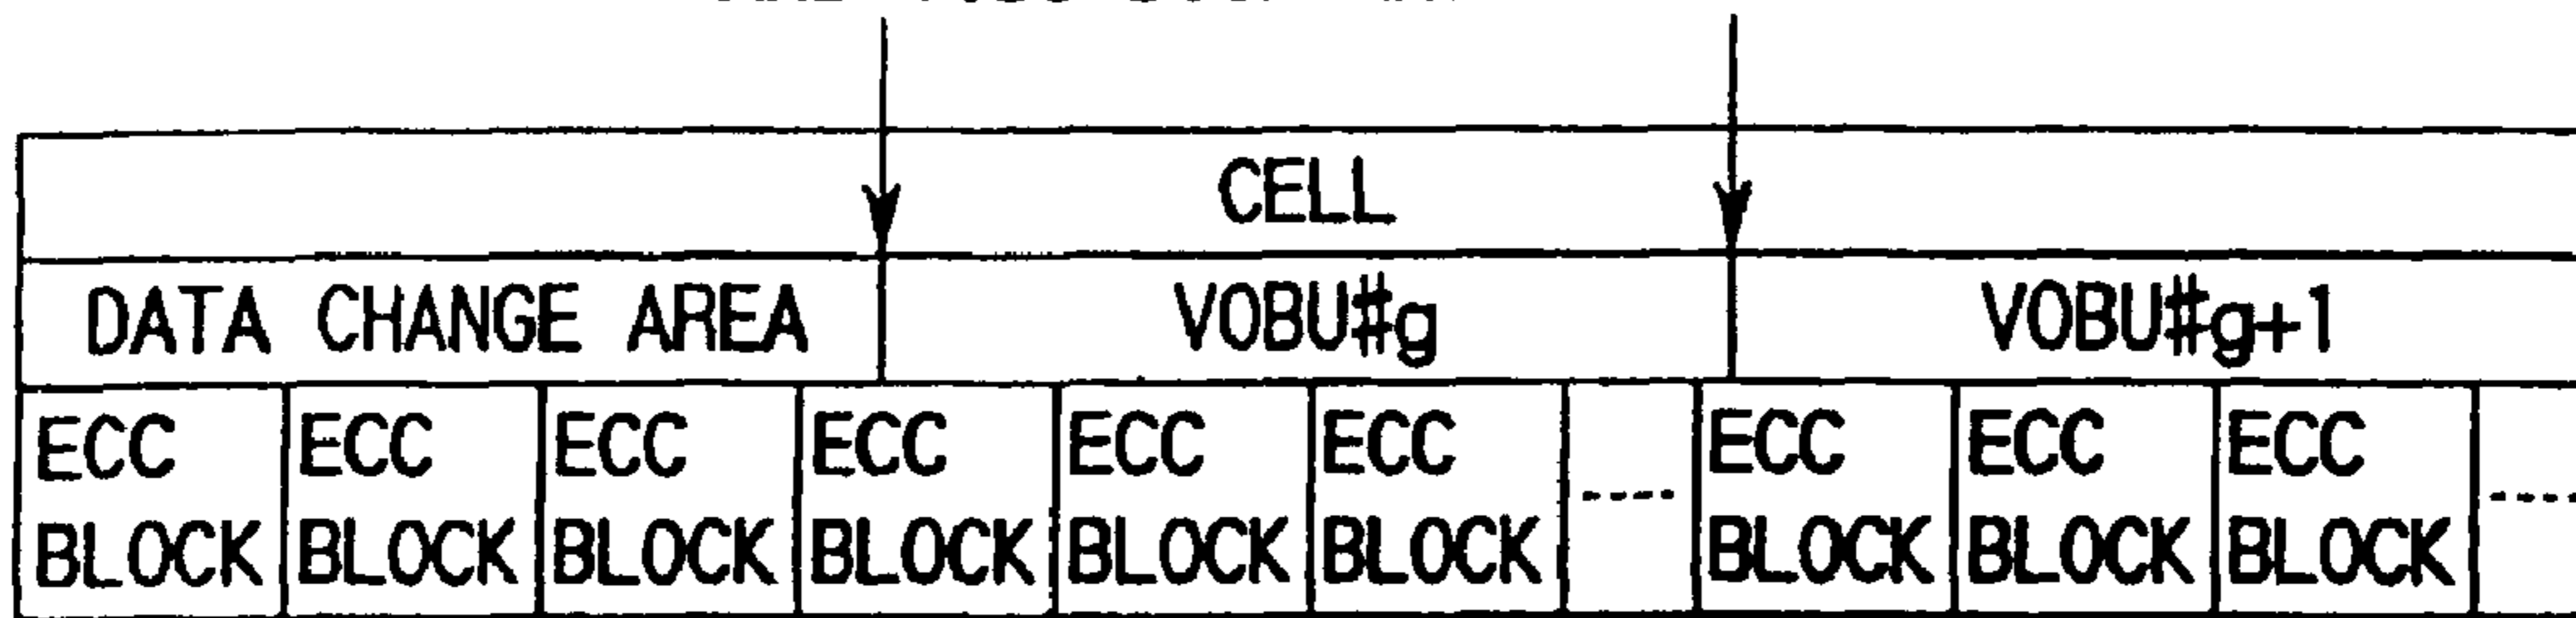 CELL
DATA CHANGE AREA VOBU#g VOBU#g+1
ECC ECC ECC ECC ECC ECC ECC ECC ECC
BLOCK BLOCK BLOCK BLOCK BLOCK BLOCK ---- BLOCK BLOCK BLOCK ----